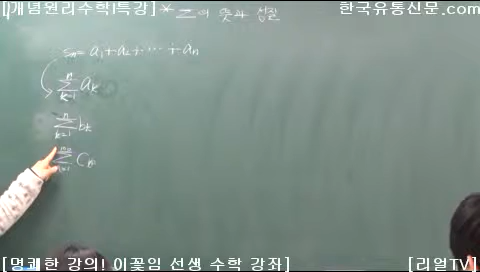 [개념원리수학특강]
한국유통신문.com
* Σ의 뜻과 성질
Sn = a₁+a₂+…+an
n Σ k=1 ak
n Σ k=1 bk
Σ Cm
[명쾌한 강의! 이꽃임 선생 수학 강좌]
[리얼TV]